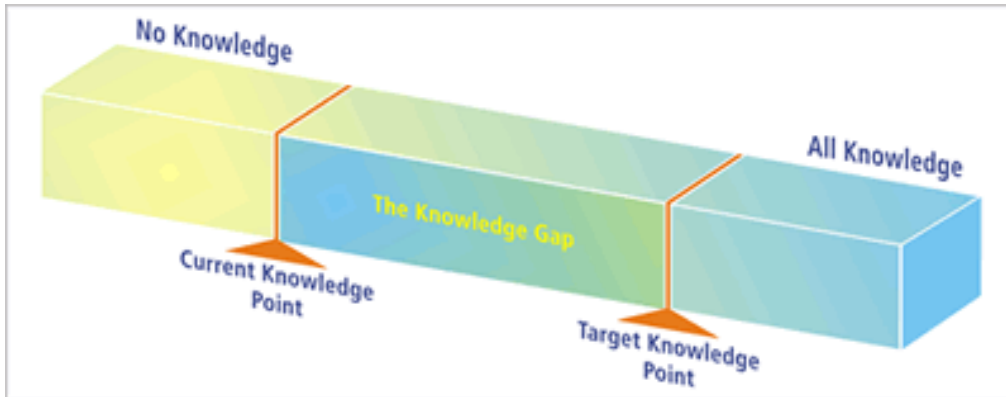 No Knowledge
All Knowledge
The Knowledge Gap
Current Knowledge
Point
Target Knowledge
Point